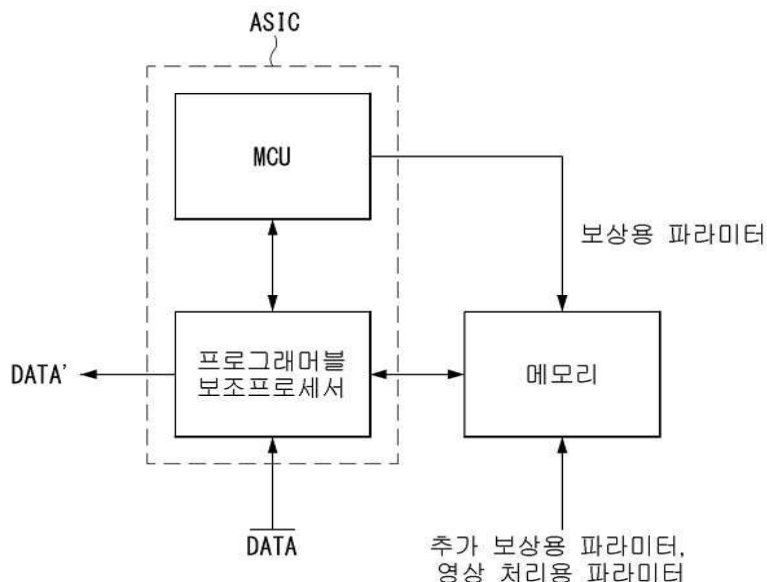 ASIC
MCU
보상용 파라미터
프로그래머블
보조프로세서
메모리
DATA'
DATA
추가 보상용 파라미터,
영상 처리용 파라미터